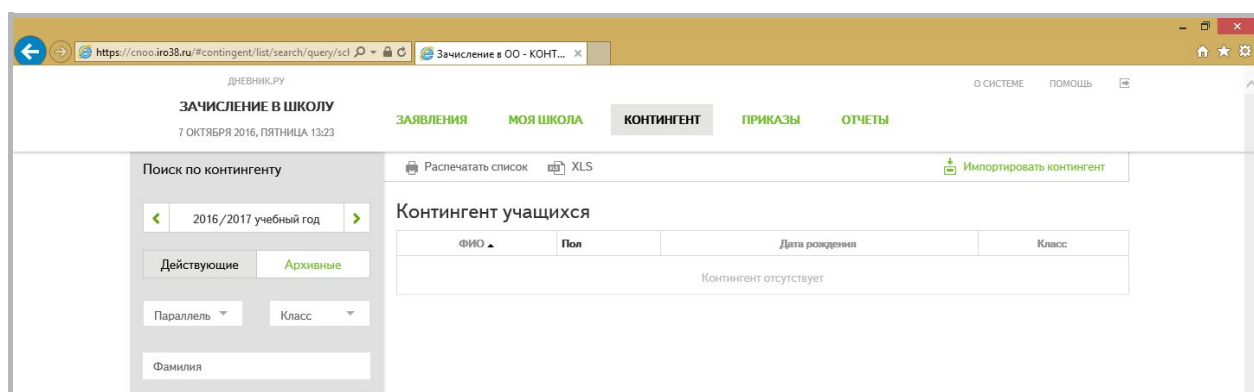 https://cnoo.iro38.ru/#contingent/list/search/query/scl
Зачисление в ОО - КОНТ...
ДНЕВНИК.РУ
ЗАЧИСЛЕНИЕ В ШКОЛУ
7 ОКТЯБРЯ 2016, ПЯТНИЦА 13:23
ЗАЯВЛЕНИЯ МОЯ ШКОЛА КОНТИНГЕНТ ПРИКАЗЫ ОТЧЕТЫ
О СИСТЕМЕ ПОМОЩЬ
Поиск по контингенту
2016/2017 учебный год
Действующие Архивные
Параллель Класс
Фамилия
Распечатать список XLS Импортировать контингент
Контингент учащихся
ФИО Пол Дата рождения Класс
Контингент отсутствует